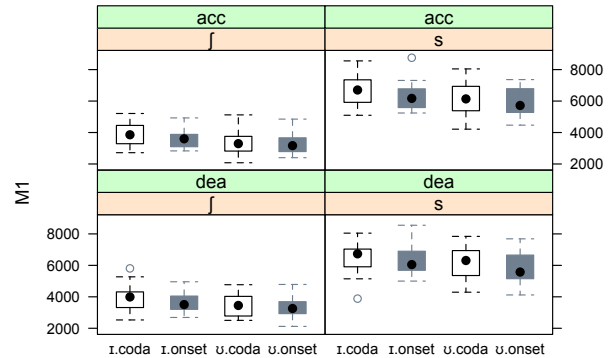 acc acc
ʃ s
8000
6000
4000
2000
dea dea
ʃ s
M1
8000
6000
4000
2000
ɪ.coda ɪ.onset ʊ.coda ʊ.onset ɪ.coda ɪ.onset ʊ.coda ʊ.onset